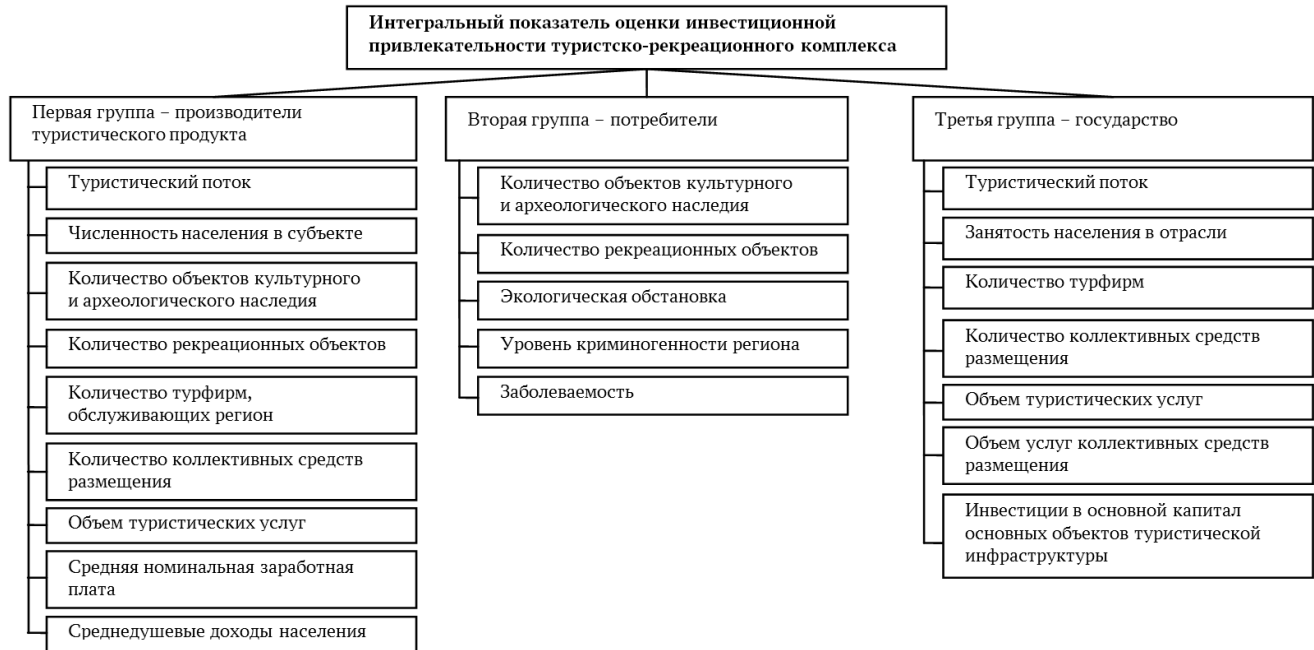 Интегральный показатель оценки инвестиционной
привлекательности туристско-рекреационного комплекса
Первая группа – производители
туристического продукта
Туристический поток
Численность населения в субъекте
Количество объектов культурного
и археологического наследия
Количество рекреационных объектов
Количество турфирм,
обслуживающих регион
Количество коллективных средств
размещения
Объем туристических услуг
Средняя номинальная заработная
плата
Среднедушевые доходы населения
Вторая группа – потребители
Количество объектов культурного
и археологического наследия
Количество рекреационных объектов
Экологическая обстановка
Уровень криминогенности региона
Заболеваемость
Третья группа – государство
Туристический поток
Занятость населения в отрасли
Количество турфирм
Количество коллективных средств
размещения
Объем туристических услуг
Объем услуг коллективных средств
размещения
Инвестиции в основной капитал
основных объектов туристической
инфраструктуры